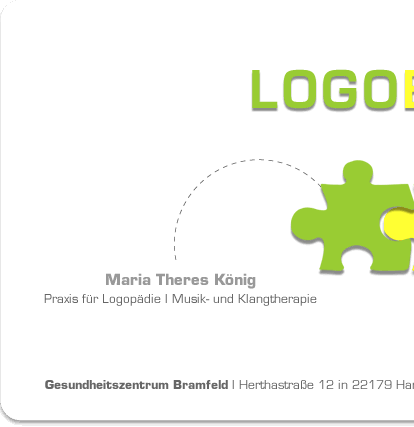 LOGO
Maria Theres König
Praxis für Logopädie I Musik- und Klangtherapie
Gesundheitszentrum Bramfeld I Herthastraße 12 in 22179